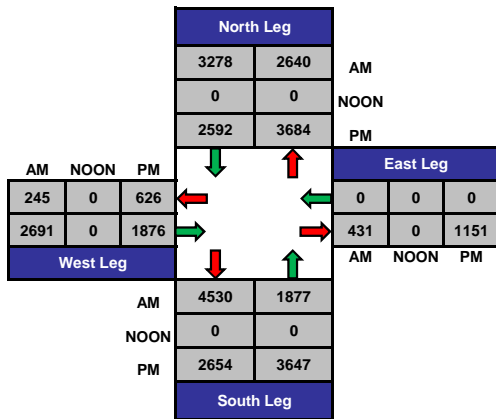 North Leg
3278 2640 AM
0 0 NOON
2592 3684 PM
AM NOON PM East Leg
245 0 626 0 0 0
2691 0 1876 431 0 1151
West Leg AM NOON PM
AM 4530 1877
NOON 0 0
PM 2654 3647
South Leg